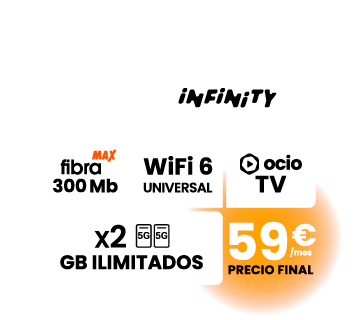 iNFiNiTY
fibra MAX
300 Mb
WiFi 6
UNIVERSAL
ocio
TV
x2 5G 5G
GB ILIMITADOS
59€/mes
PRECIO FINAL